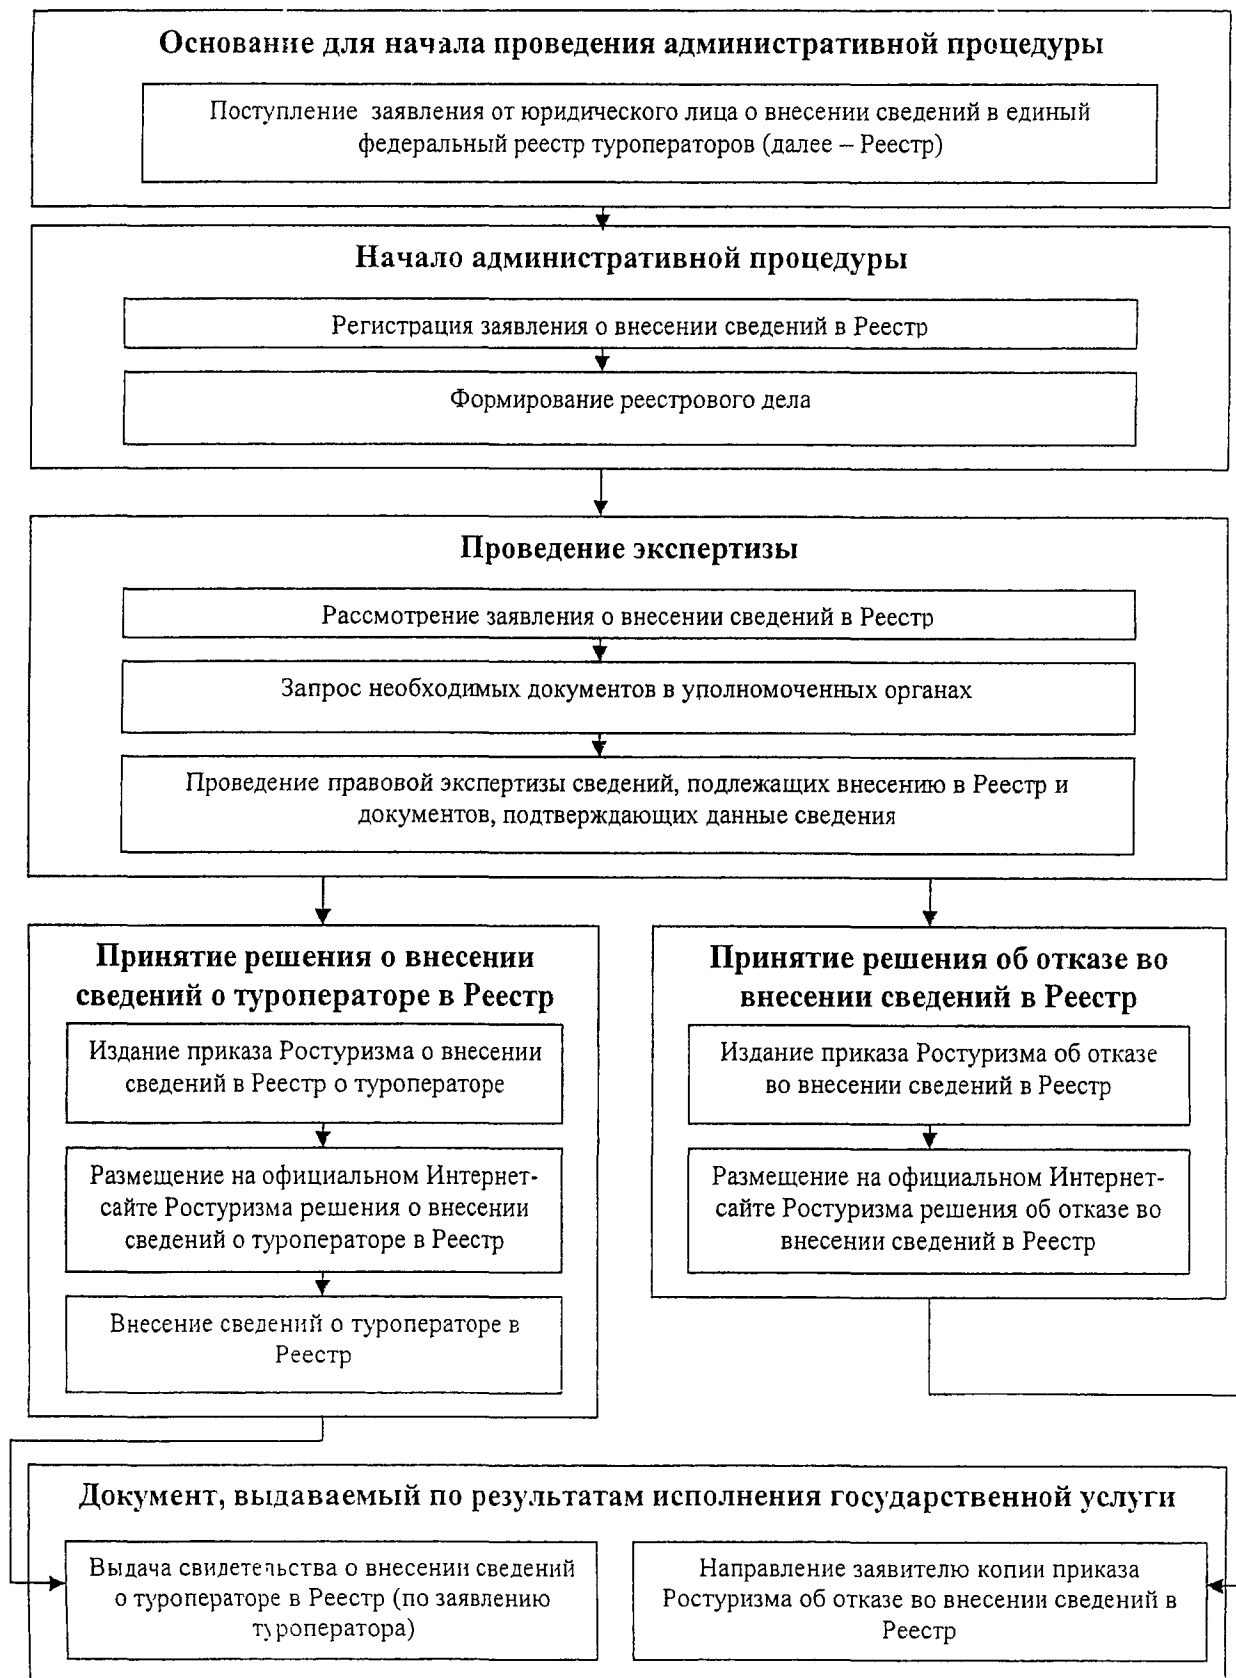 Основание для начала проведения административной процедуры
Поступление заявления от юридического лица о внесении сведений в единый
федеральный реестр туроператоров (далее – Реестр)
Начало административной процедуры
Регистрация заявления о внесении сведений в Реестр
Формирование реестрового дела
Проведение экспертизы
Рассмотрение заявления о внесении сведений в Реестр
Запрос необходимых документов в уполномоченных органах
Проведение правовой экспертизы сведений, подлежащих внесению в Реестр и
документов, подтверждающих данные сведения
Принятие решения о внесении
сведений о туроператоре в Реестр
Издание приказа Ростуризма о внесении
сведений в Реестр о туроператоре
Размещение на официальном Интернет-
сайте Ростуризма решения о внесении
сведений о туроператоре в Реестр
Внесение сведений о туроператоре в
Реестр
Принятие решения об отказе во
внесении сведений в Реестр
Издание приказа Ростуризма об отказе
во внесении сведений в Реестр
Размещение на официальном Интернет-
сайте Ростуризма решения об отказе во
внесении сведений в Реестр
Документ, выдаваемый по результатам исполнения государственной услуги
Выдача свидетельства о внесении сведений
о туроператоре в Реестр (по заявлению
туроператора)
Направление заявителю копии приказа
Ростуризма об отказе во внесении сведений в
Реестр